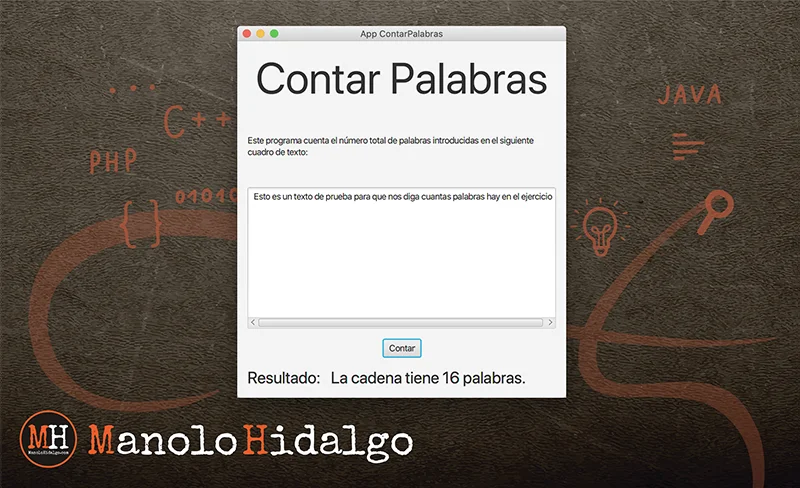 App ContarPalabras
Contar Palabras
Este programa cuenta el número total de palabras introducidas en el siguiente
cuadro de texto:
Esto es un texto de prueba para que nos diga cuantas palabras hay en el ejercicio
Contar
Resultado: La cadena tiene 16 palabras.
C++
PHP
01010
{ }
JAVA
MH
ManoloHidalgo.com
ManoloHidalgo